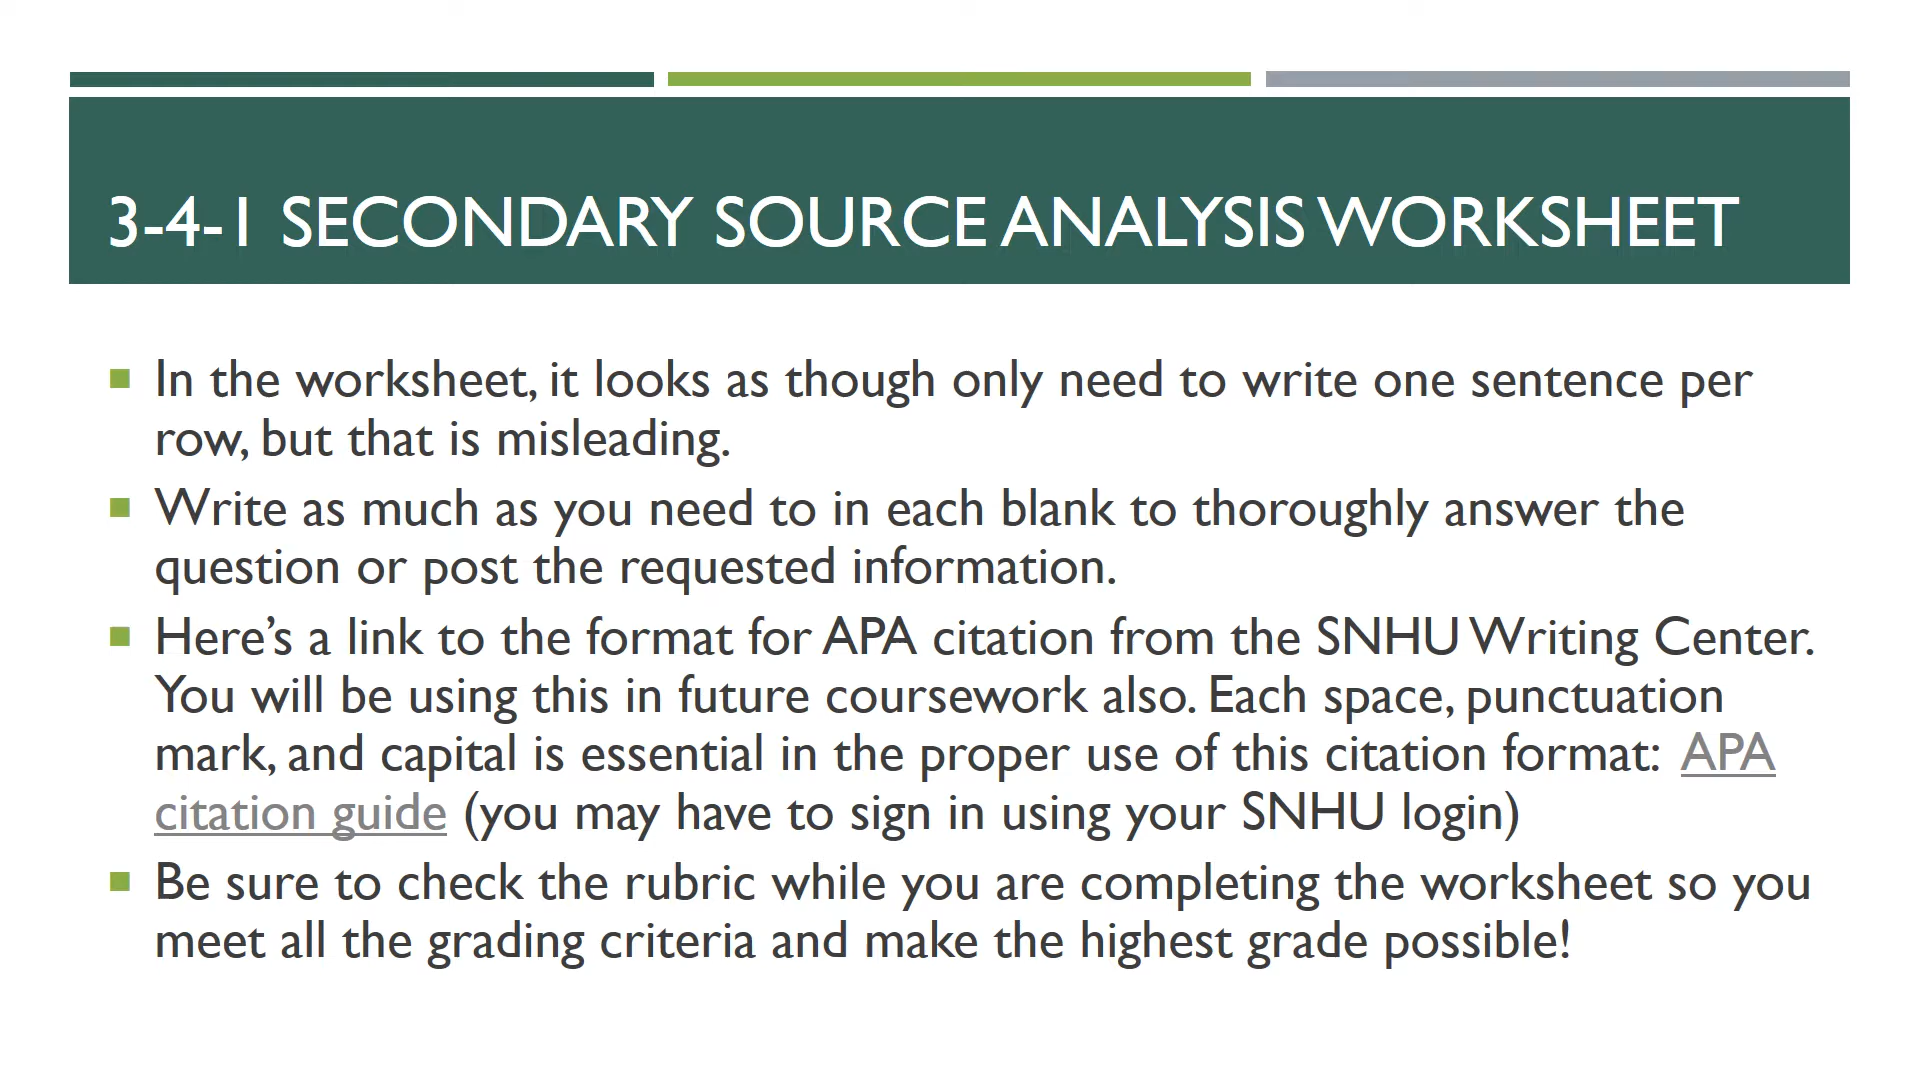 3-4-1 SECONDARY SOURCE ANALYSIS WORKSHEET
In the worksheet, it looks as though only need to write one sentence per
row, but that is misleading.
Write as much as you need to in each blank to thoroughly answer the
question or post the requested information.
Here’s a link to the format for APA citation from the SNHU Writing Center.
You will be using this in future coursework also. Each space, punctuation
mark, and capital is essential in the proper use of this citation format: APA
citation guide (you may have to sign in using your SNHU login)
Be sure to check the rubric while you are completing the worksheet so you
meet all the grading criteria and make the highest grade possible!